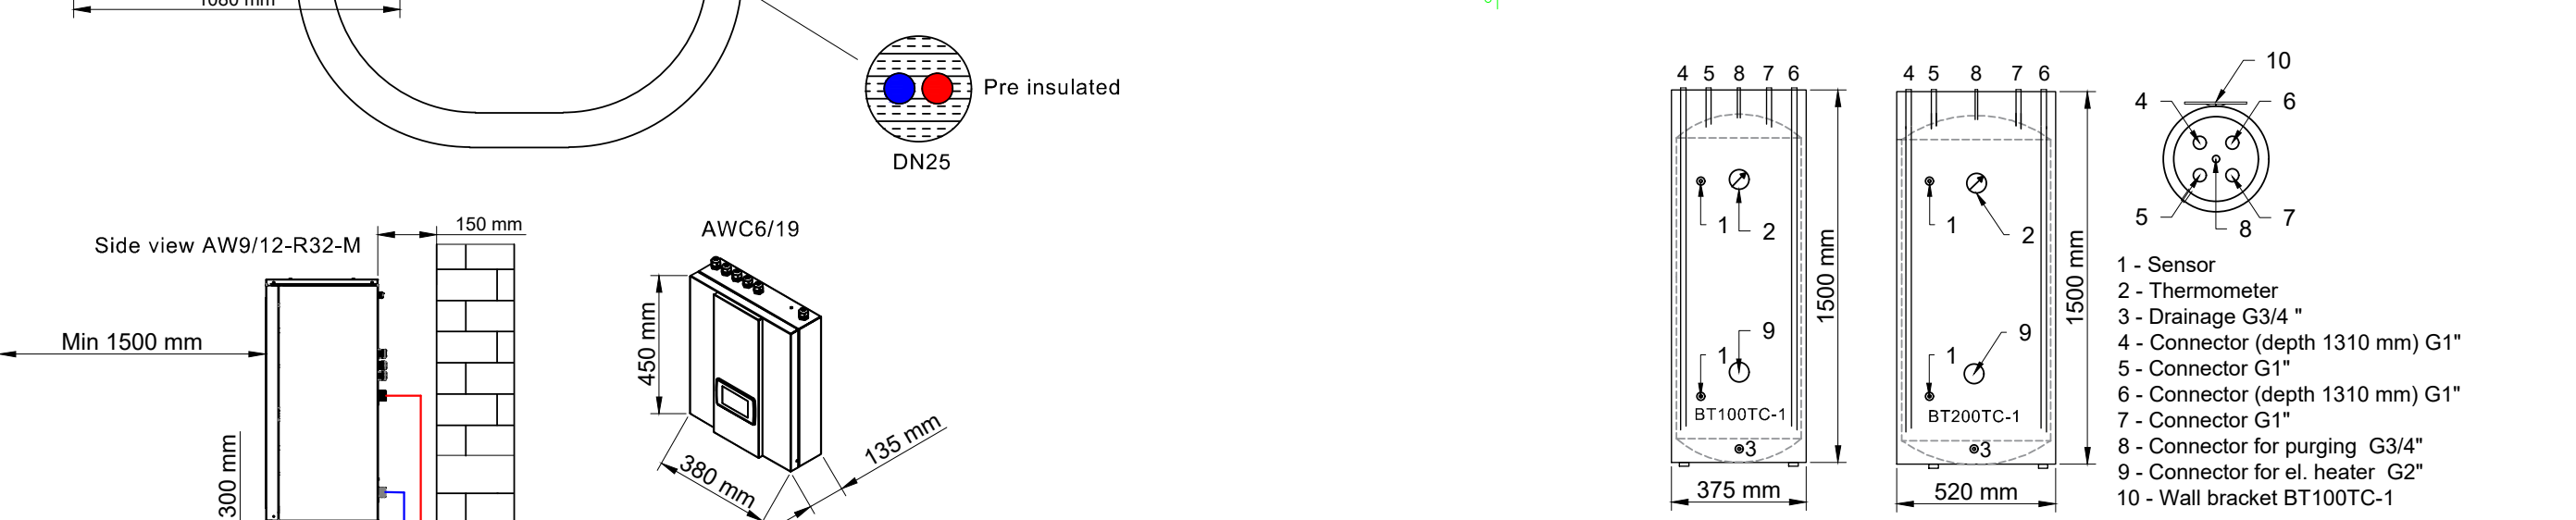 1080 mm
Pre insulated
DN25
Side view AW9/12-R32-M
150 mm
Min 1500 mm
300 mm
AWC6/19
450 mm
380 mm
135 mm
4 5 8 7 6
1
2
9
1
BT100TC-1
3
1500 mm
375 mm
4 5 8 7 6
1
2
9
1
BT200TC-1
3
1500 mm
520 mm
10
4
6
5
7
8
1 - Sensor
2 - Thermometer
3 - Drainage G3/4 "
4 - Connector (depth 1310 mm) G1"
5 - Connector G1"
6 - Connector (depth 1310 mm) G1"
7 - Connector G1"
8 - Connector for purging  G3/4"
9 - Connector for el. heater  G2"
10 - Wall bracket BT100TC-1